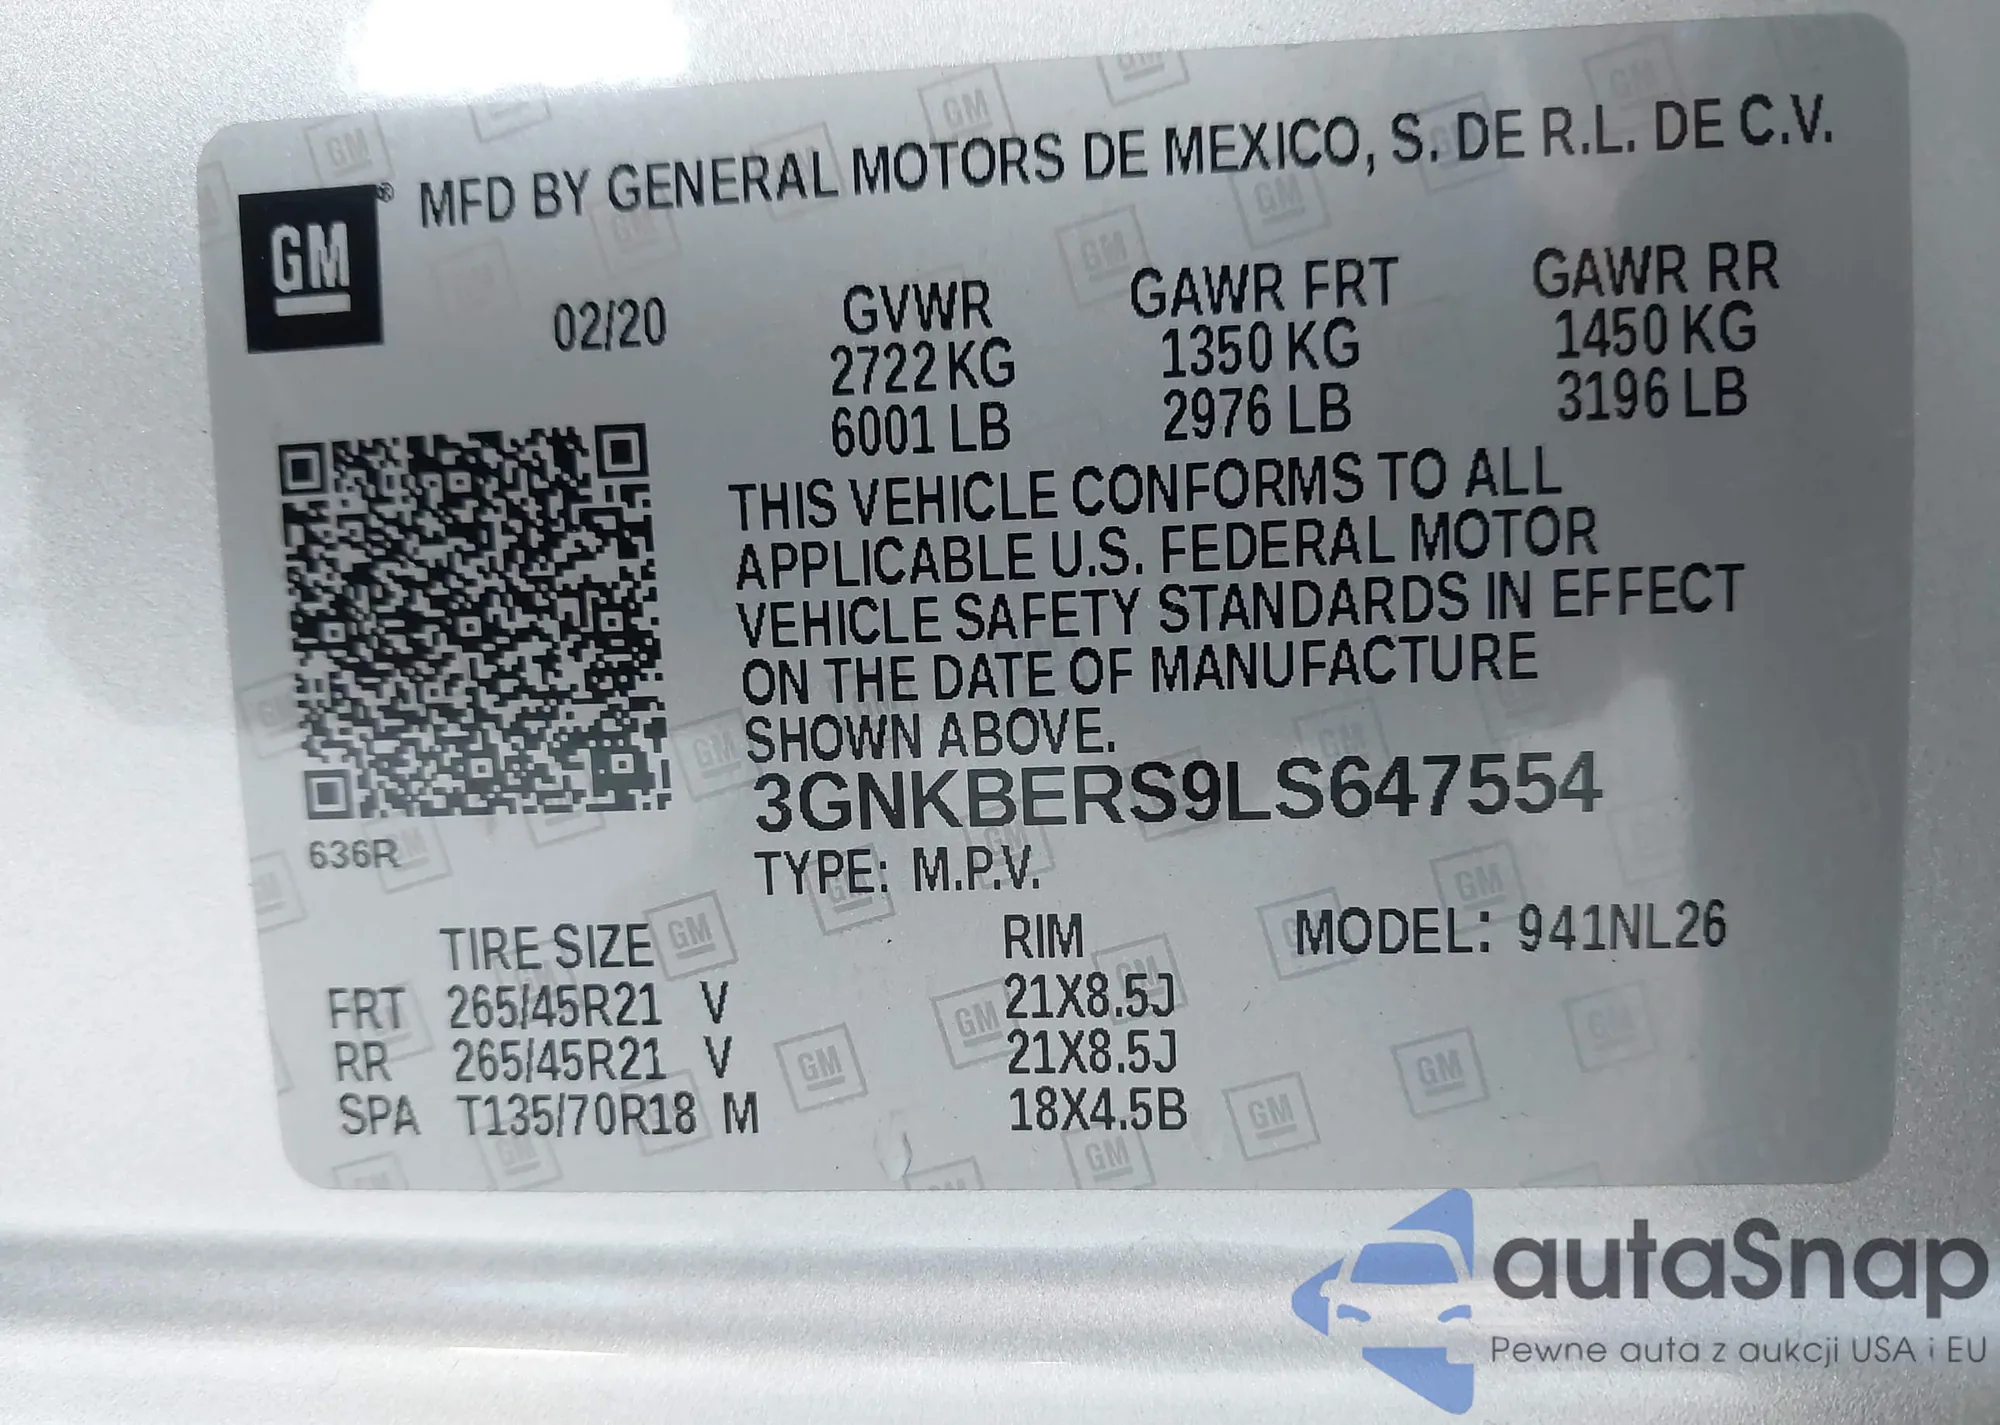 MFD BY GENERAL MOTORS DE MEXICO, S. DE R.L. DE C.V.
GM®
02/20
GVWR GAWR FRT GAWR RR
2722 KG 1350 KG 1450 KG
6001 LB 2976 LB 3196 LB
THIS VEHICLE CONFORMS TO ALL
APPLICABLE U.S. FEDERAL MOTOR
VEHICLE SAFETY STANDARDS IN EFFECT
ON THE DATE OF MANUFACTURE
SHOWN ABOVE.
3GNKBERS9LS647554
636R
TYPE: M.P.V.
TIRE SIZE RIM MODEL: 941NL26
FRT 265/45R21 V 21X8.5J
RR 265/45R21 V 21X8.5J
SPA T135/70R18 M 18X4.5B
autaSnap
Pewne auta z aukcji USA i EU